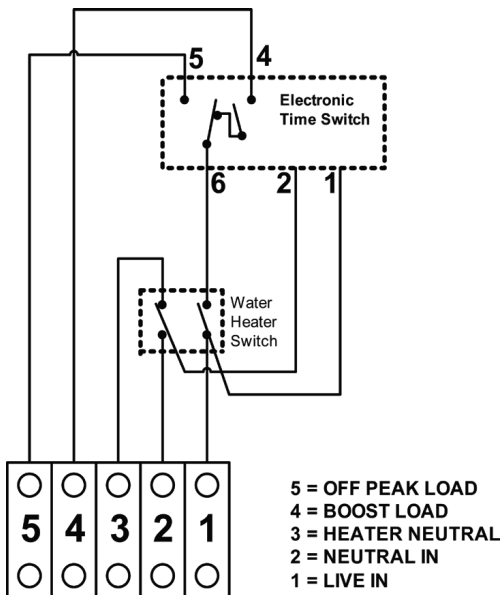 5 4
Electronic
Time Switch
6 2 1
Water
Heater
Switch
5 4 3 2 1
5 = OFF PEAK LOAD
4 = BOOST LOAD
3 = HEATER NEUTRAL
2 = NEUTRAL IN
1 = LIVE IN